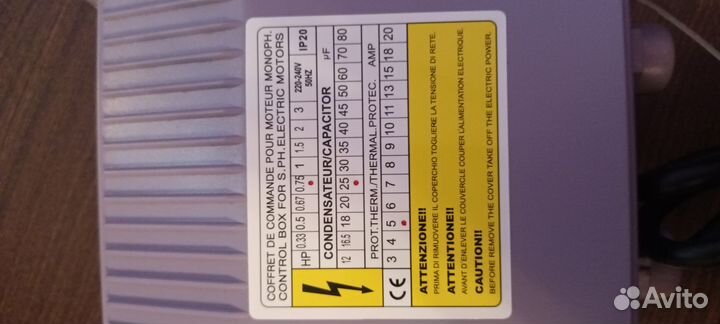 COFFRET DE COMMANDE POUR MOTEUR MONOPH.
CONTROL BOX FOR S.PH.ELECTRIC MOTORS
HP 0.33 0.5 0.67 0.75 1 1.5 2 3 220-240V 50HZ IP20
CONDENSATEUR/CAPACITOR µF
12 16.5 18 20 25 30 35 40 45 50 60 70 80
PROT.THERM./THERMAL.PROTEC. AMP
CE 3 4 5 6 7 8 9 10 11 13 15 18 20
ATTENZIONE!!
PRIMA DI RIMUOVERE IL COPERCHIO TOGLIERE LA TENSIONE DI RETE.
ATTENTIONE!!
AVANT D'ENLEVER LE COUVERCLE COUPER L'ALIMENTATION ELECTRIQUE.
CAUTION!!
BEFORE REMOVE THE COVER TAKE OFF THE ELECTRIC POWER.
Avito